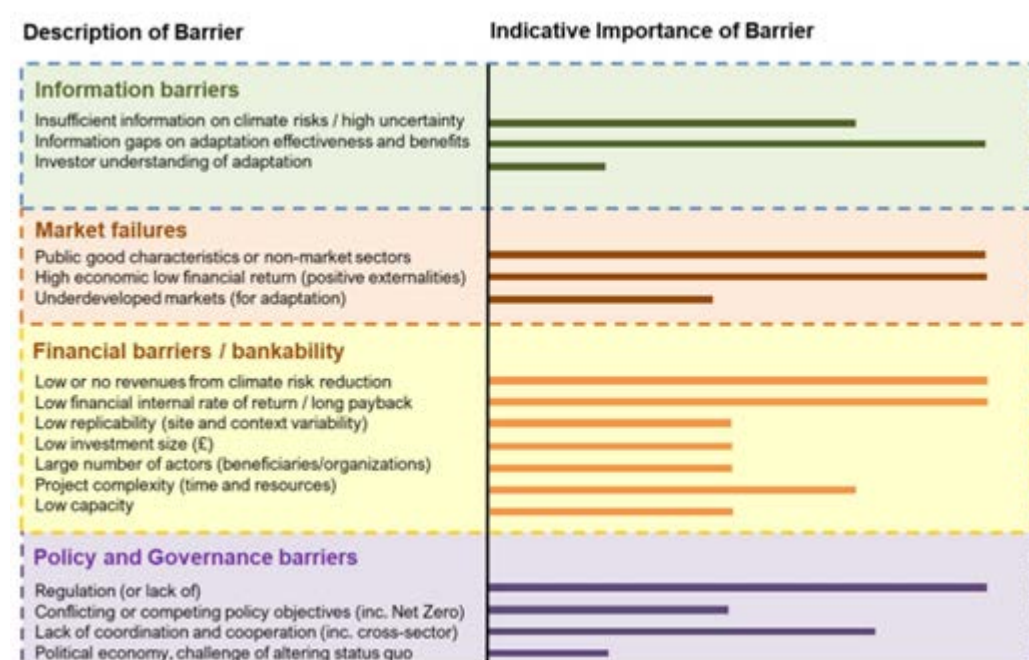 Description of Barrier
Indicative Importance of Barrier
Information barriers
Insufficient information on climate risks / high uncertainty
Information gaps on adaptation effectiveness and benefits
Investor understanding of adaptation
Market failures
Public good characteristics or non-market sectors
High economic low financial return (positive externalities)
Underdeveloped markets (for adaptation)
Financial barriers / bankability
Low or no revenues from climate risk reduction
Low financial internal rate of return / long payback
Low replicability (site and context variability)
Low investment size (£)
Large number of actors (beneficiaries/organizations)
Project complexity (time and resources)
Low capacity
Policy and Governance barriers
Regulation (or lack of)
Conflicting or competing policy objectives (inc. Net Zero)
Lack of coordination and cooperation (inc. cross-sector)
Political economy, challenge of altering status quo